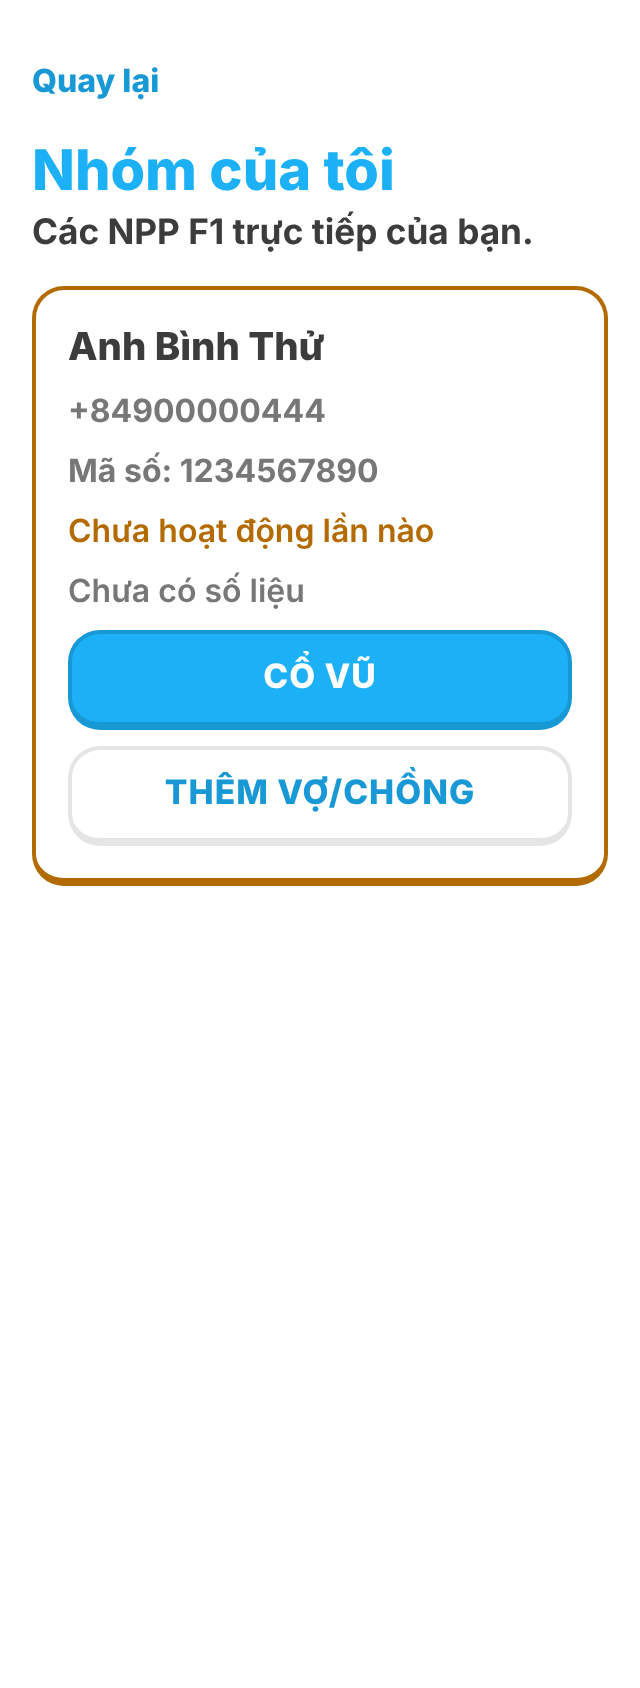 Quay lại
Nhóm của tôi
Các NPP F1 trực tiếp của bạn.
Anh Bình Thử
+84900000444
Mã số: 1234567890
Chưa hoạt động lần nào
Chưa có số liệu
CỔ VŨ
THÊM VỢ/CHỒNG